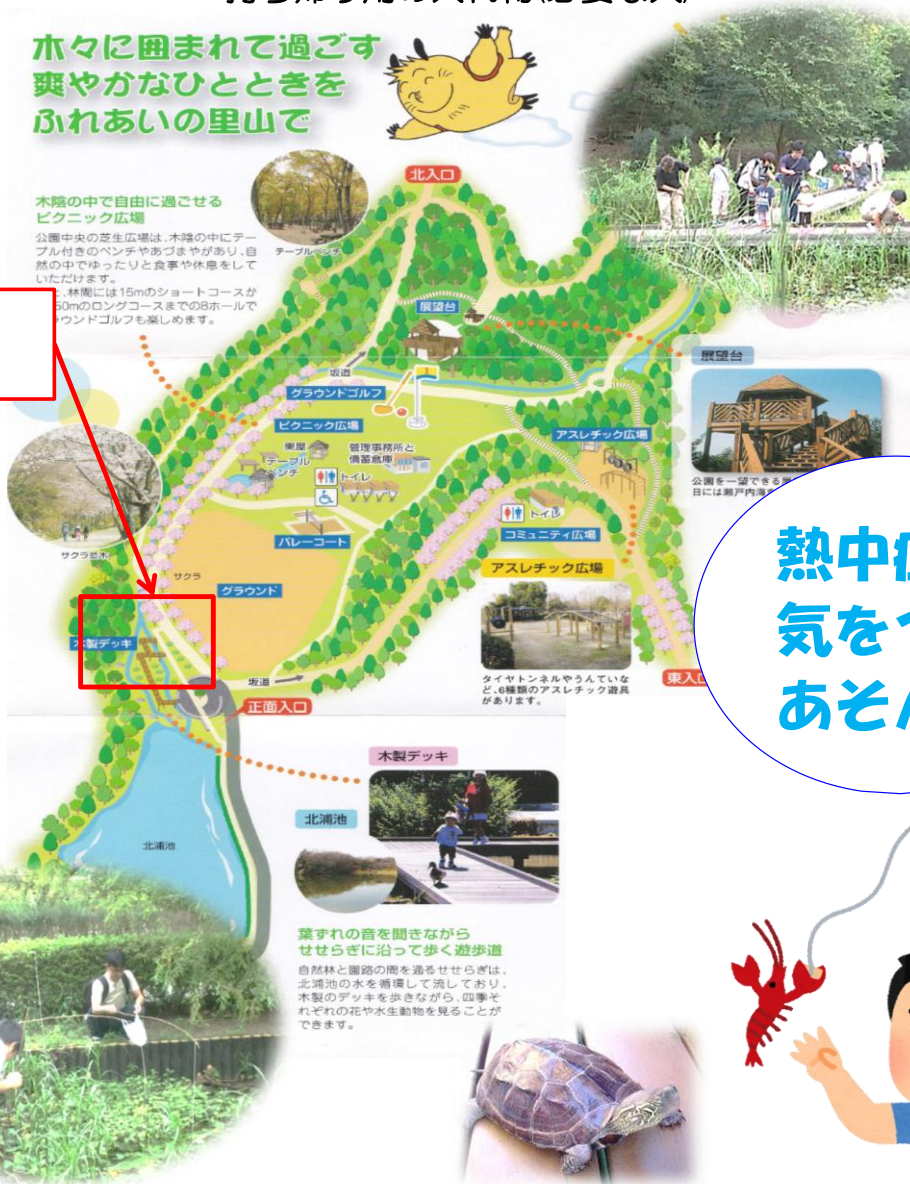 木々に囲まれて過ごす
爽やかなひとときを
ふれあいの里山で
木陰の中で自由に過ごせる
ピクニック広場
公園中央の芝生広場は、木陰の中にテー
ブル付きのベンチやあづまやがあり、自
然の中でゆったりと食事や休息をして
いただけます。
、林間には15mのショートコースか
50mのロングコースまでの8ホールで
ラウンドゴルフも楽しめます。
テーブルベンチ
北入口
展望台
坂道
グラウンドゴルフ
ピクニック広場
東屋
テーブル
ベンチ
管理事務所と
備蓄倉庫
トイレ
バレーコート
アスレチック広場
トイレ
コミュニティ広場
展望台
公園を一望できる
日には瀬戸内海
サクラ並木
サクラ
グラウンド
木製デッキ
坂道
正面入口
東入口
アスレチック広場
タイヤトンネルやうんていな
ど、6種類のアスレチック遊具
があります。
熱中
気を
あそ
木製デッキ
北浦池
北浦池
葉ずれの音を聞きながら
せせらぎに沿って歩く遊歩道
自然林と園路の間を通るせせらぎは、
北浦池の水を循環して流しており、
木製のデッキを歩きながら、四季そ
れぞれの花や水生動物を見ることが
できます。